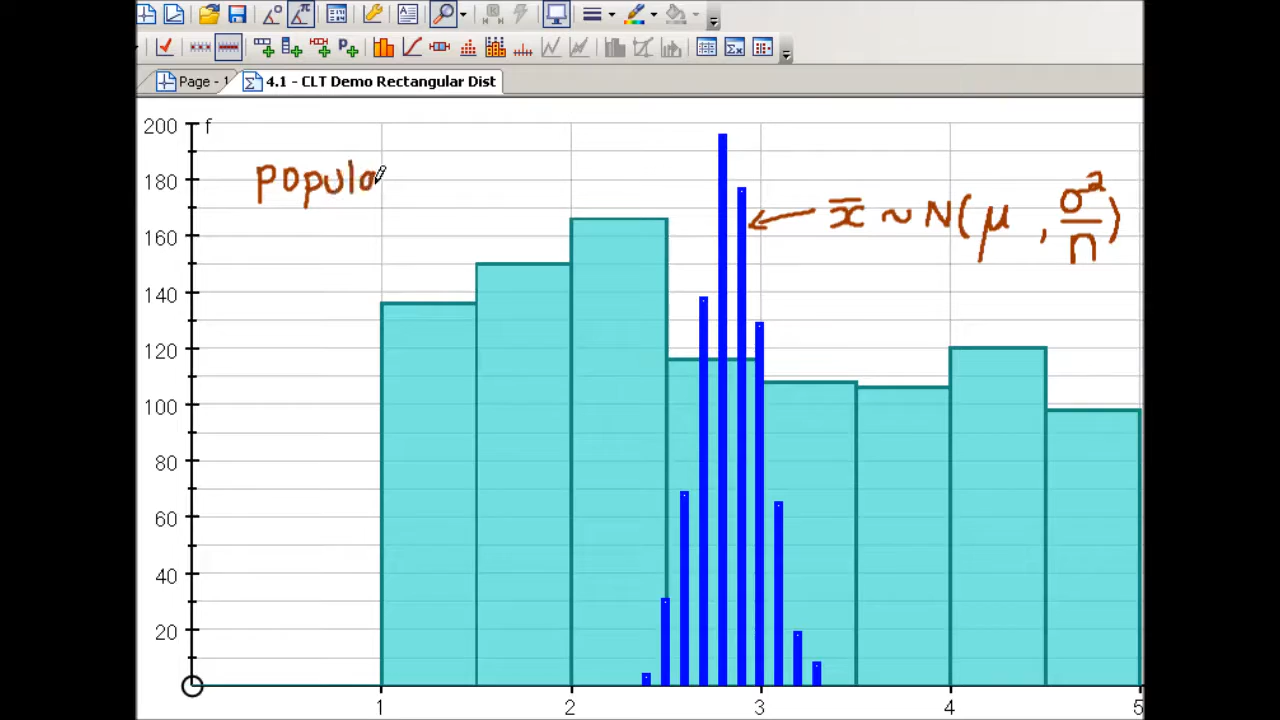 Page - 1
4.1 - CLT Demo Rectangular Dist
200 f
180
160
140
120
100
80
60
40
20
popula
x̄ ~ N(μ, σ²/n)
1 2 3 4 5